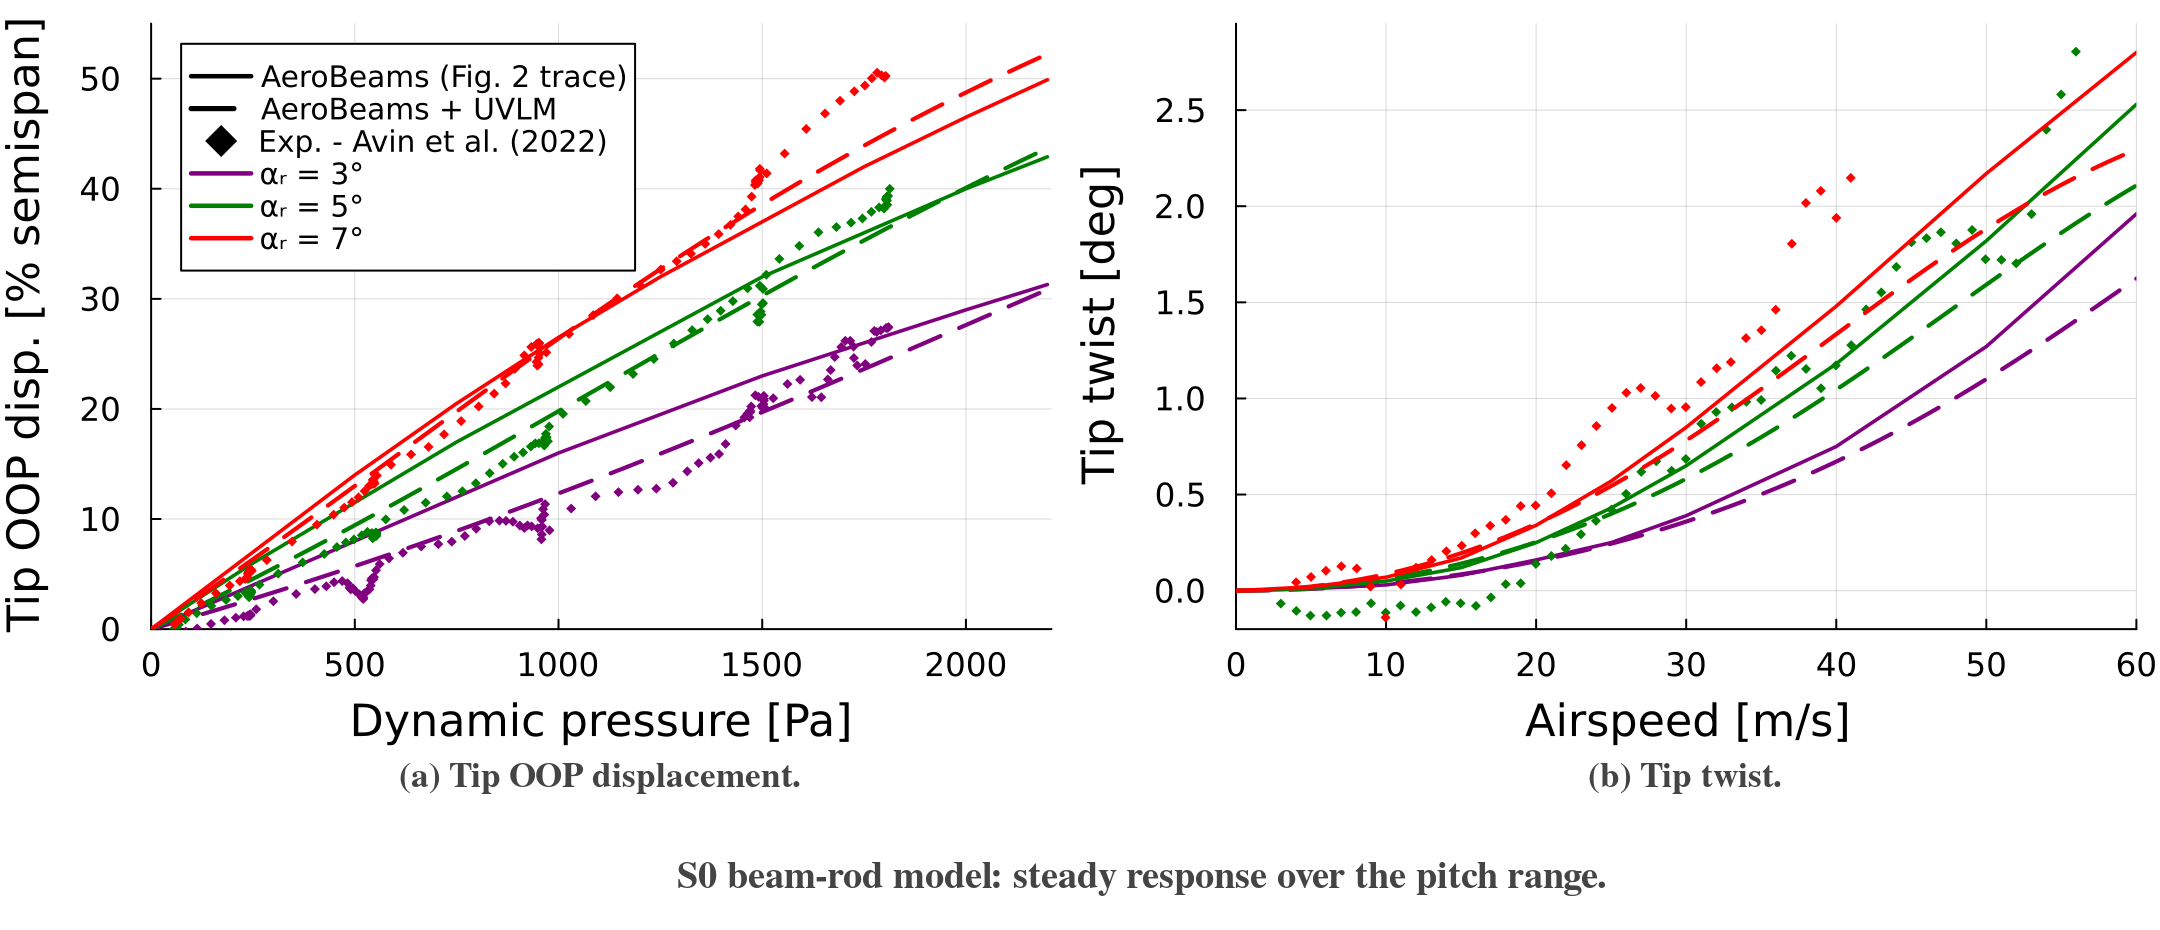 Tip OOP disp. [% semispan]
50
40
30
20
10
0
AeroBeams (Fig. 2 trace)
AeroBeams + UVLM
Exp. - Avin et al. (2022)
αᵣ = 3°
αᵣ = 5°
αᵣ = 7°
0 500 1000 1500 2000
Dynamic pressure [Pa]
(a) Tip OOP displacement.
Tip twist [deg]
2.5
2.0
1.5
1.0
0.5
0.0
0 10 20 30 40 50 60
Airspeed [m/s]
(b) Tip twist.
S0 beam-rod model: steady response over the pitch range.